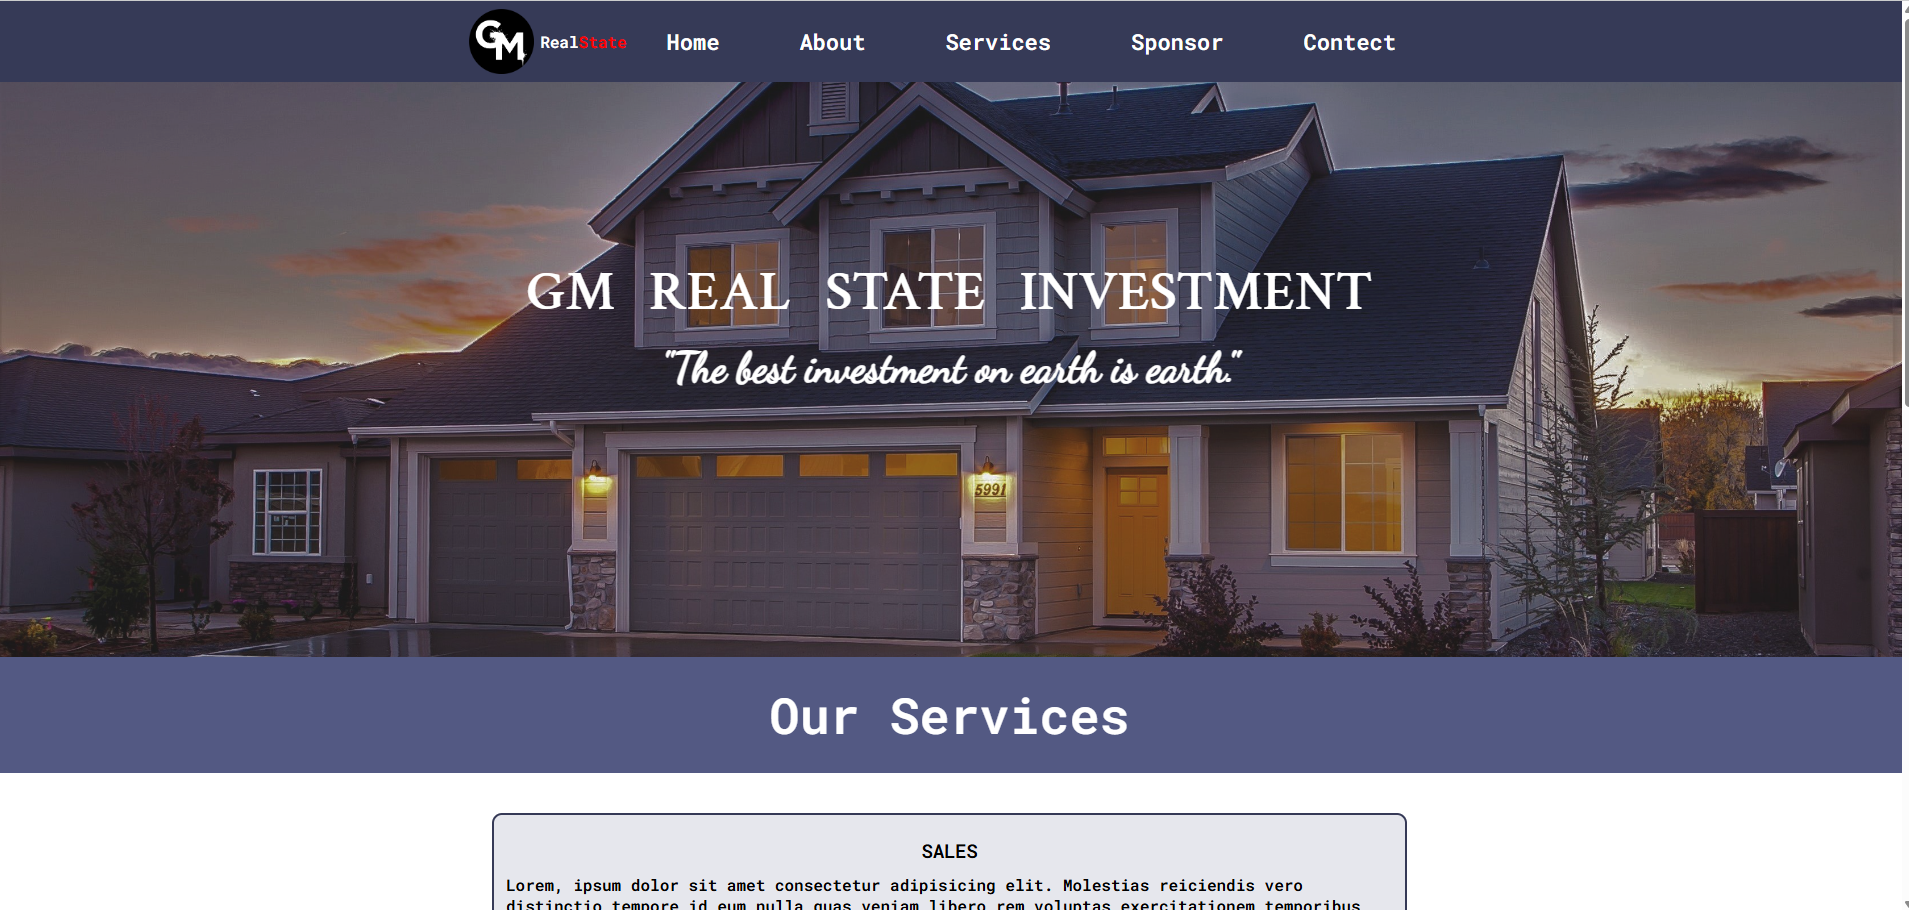 GM RealState Home About Services Sponsor Contect
GM REAL STATE INVESTMENT
"The best investment on earth is earth."
5991
Our Services
SALES
Lorem, ipsum dolor sit amet consectetur adipisicing elit. Molestias reiciendis vero
distinctio tempore id eum nulla quas veniam libero rem voluptas exercitationem temporibus